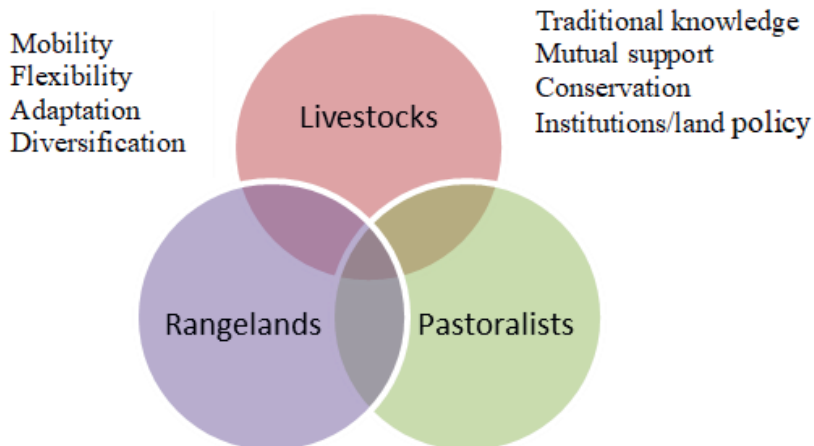 Mobility
Flexibility
Adaptation
Diversification
Traditional knowledge
Mutual support
Conservation
Institutions/land policy
Livestocks
Rangelands
Pastoralists